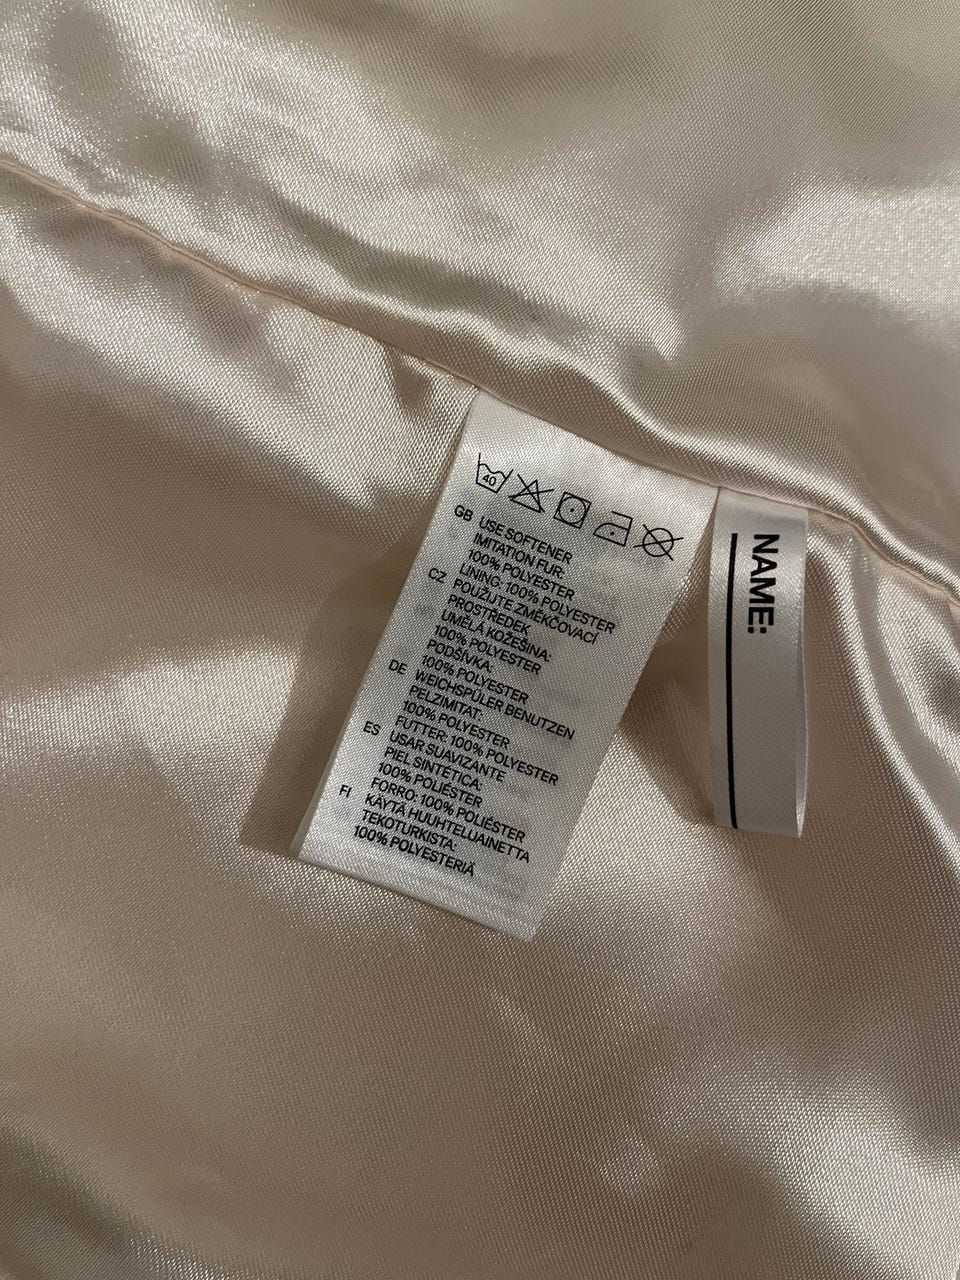 40
GB USE SOFTENER
IMITATION FUR:
100% POLYESTER
LINING: 100% POLYESTER
CZ POUŽIJTE ZMĚKČOVACÍ
PROSTŘEDEK
UMĚLÁ KOŽEŠINA:
100% POLYESTER
PODŠÍVKA:
100% POLYESTER
DE WEICHSPÜLER BENUTZEN
PELZIMITAT:
100% POLYESTER
FUTTER: 100% POLYESTER
ES USAR SUAVIZANTE
PIEL SINTÉTICA:
100% POLIÉSTER
FORRO: 100% POLIÉSTER
FI KÄYTÄ HUUHTELUAINETTA
TEKOTURKISTA:
100% POLYESTERIÄ
NAME: